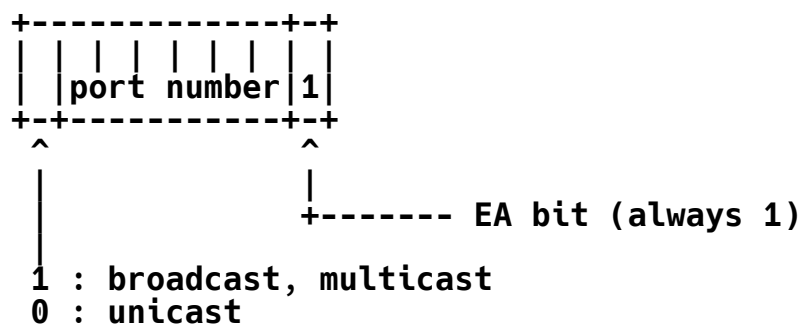 +-------------+-+
| | | | | | | | |
| |port number|1|
+-+-----------+-+
^ ^
| |
| +------- EA bit (always 1)
|
1 : broadcast, multicast
0 : unicast